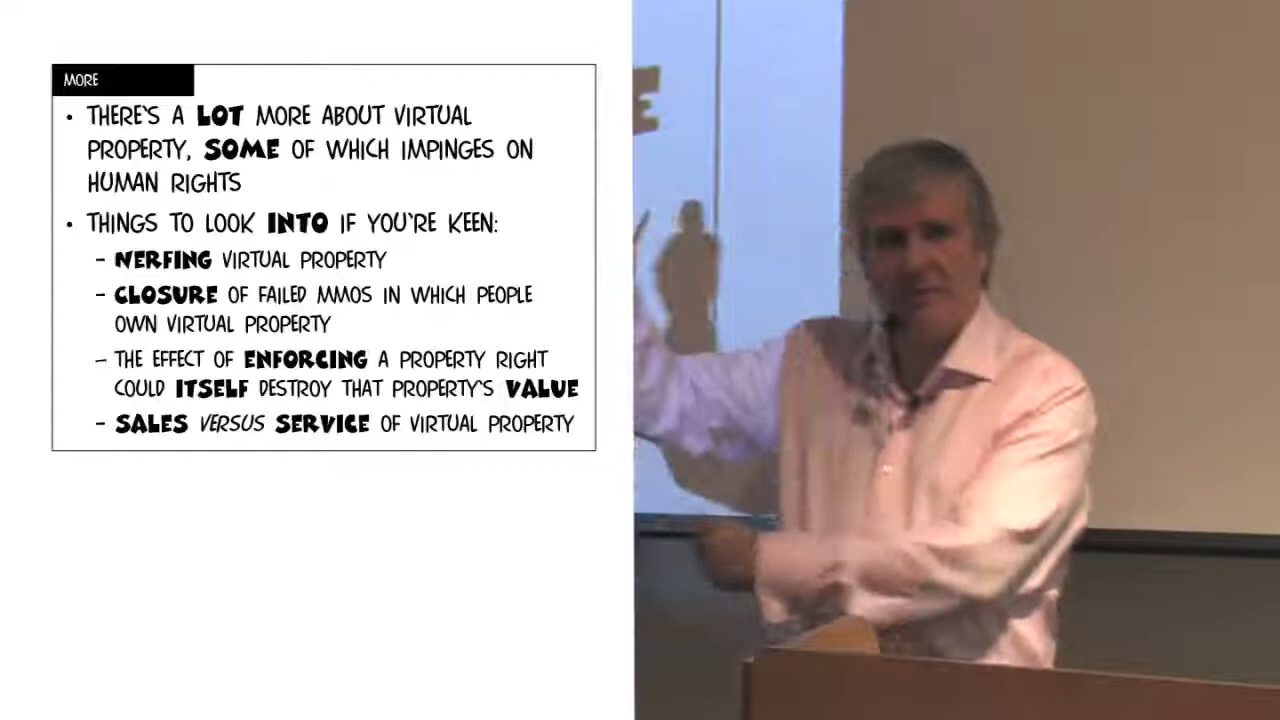 MORE
• THERE'S A LOT MORE ABOUT VIRTUAL
PROPERTY, SOME OF WHICH IMPINGES ON
HUMAN RIGHTS
• THINGS TO LOOK INTO IF YOU'RE KEEN:
– NERFING VIRTUAL PROPERTY
– CLOSURE OF FAILED MMOS IN WHICH PEOPLE
OWN VIRTUAL PROPERTY
– THE EFFECT OF ENFORCING A PROPERTY RIGHT
COULD ITSELF DESTROY THAT PROPERTY'S VALUE
– SALES VERSUS SERVICE OF VIRTUAL PROPERTY
E